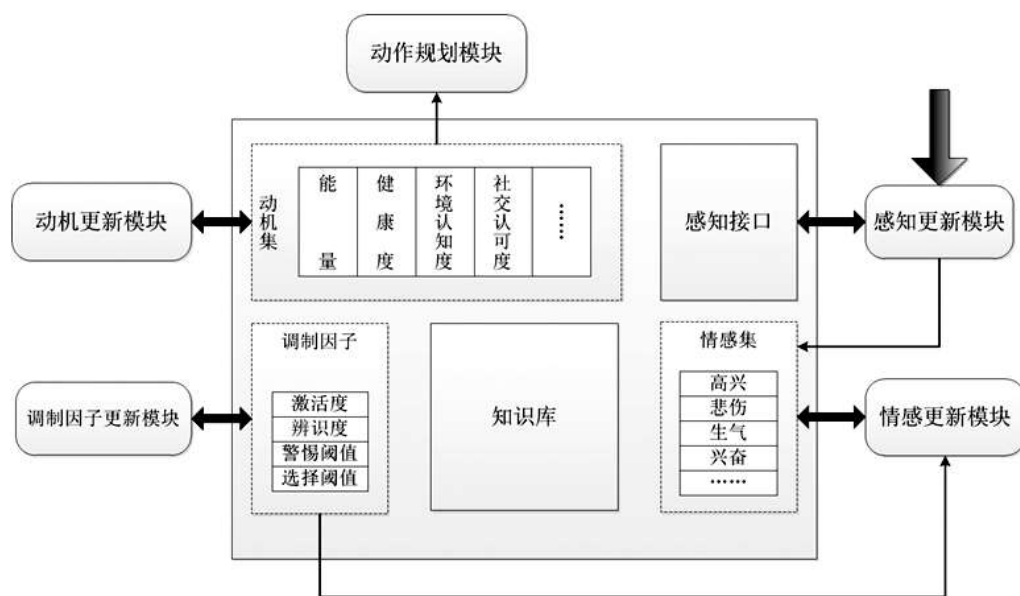 动作规划模块
动机更新模块
动机集
能量
健康度
环境认知度
社交认可度
……
感知接口
感知更新模块
调制因子更新模块
调制因子
激活度
辨识度
警惕阈值
选择阈值
知识库
情感集
高兴
悲伤
生气
兴奋
……
情感更新模块